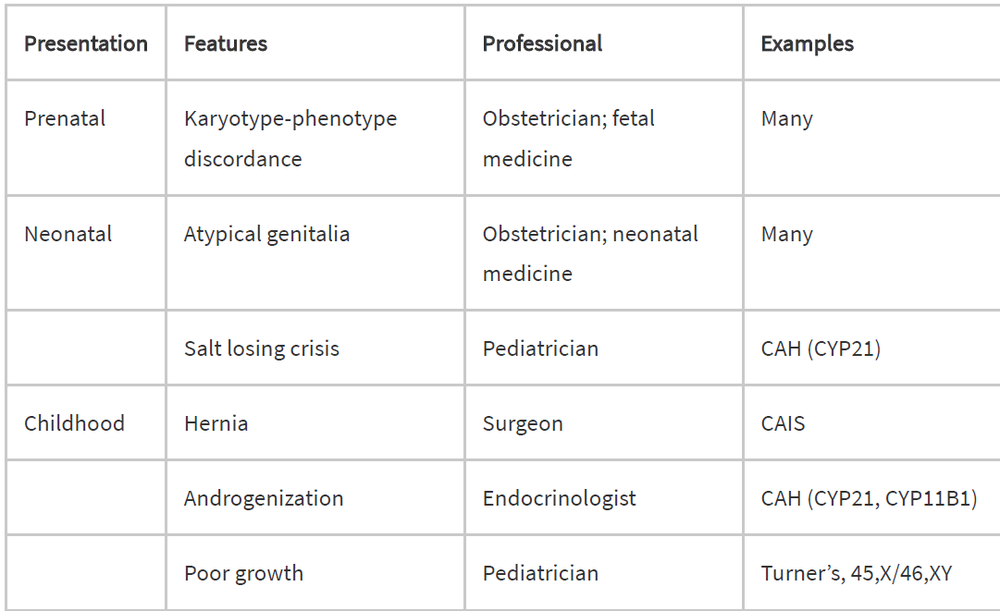 Presentation Features Professional Examples
Prenatal Karyotype-phenotype Obstetrician; fetal Many
discordance medicine
Neonatal Atypical genitalia Obstetrician; neonatal Many
medicine
Salt losing crisis Pediatrician CAH (CYP21)
Childhood Hernia Surgeon CAIS
Androgenization Endocrinologist CAH (CYP21, CYP11B1)
Poor growth Pediatrician Turner’s, 45,X/46,XY